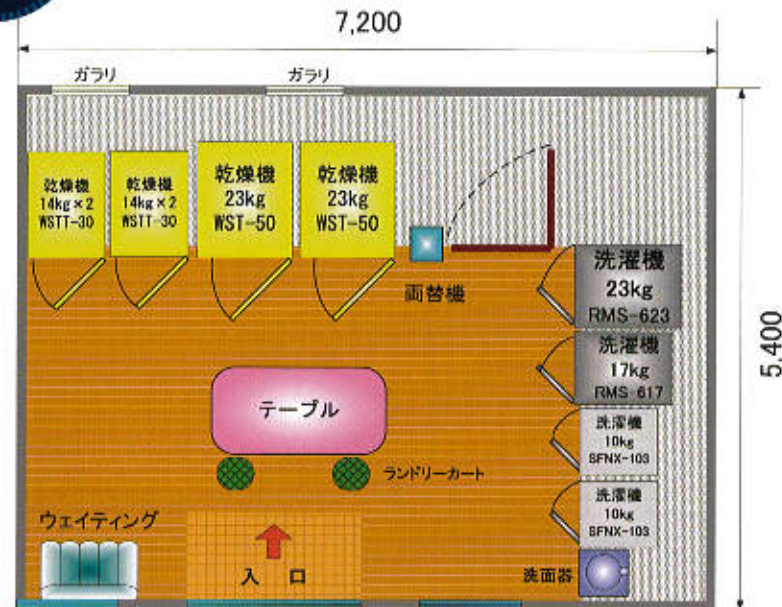 7,200
ガラリ
ガラリ
乾燥機
14kg×2
WSTT-30
乾燥機
14kg×2
WSTT-30
乾燥機
23kg
WST-50
乾燥機
23kg
WST-50
両替機
洗濯機
23kg
RMS-623
洗濯機
17kg
RMS-617
洗濯機
10kg
SFNX-103
洗濯機
10kg
SFNX-103
5,400
テーブル
ランドリーカート
ウェイティング
入口
洗面器